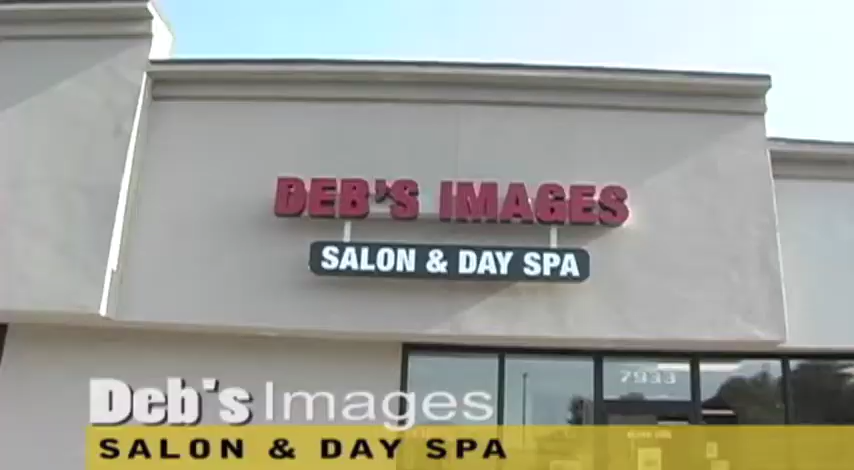 DEB'S IMAGES
SALON & DAY SPA
7933
Deb's Images
SALON & DAY SPA